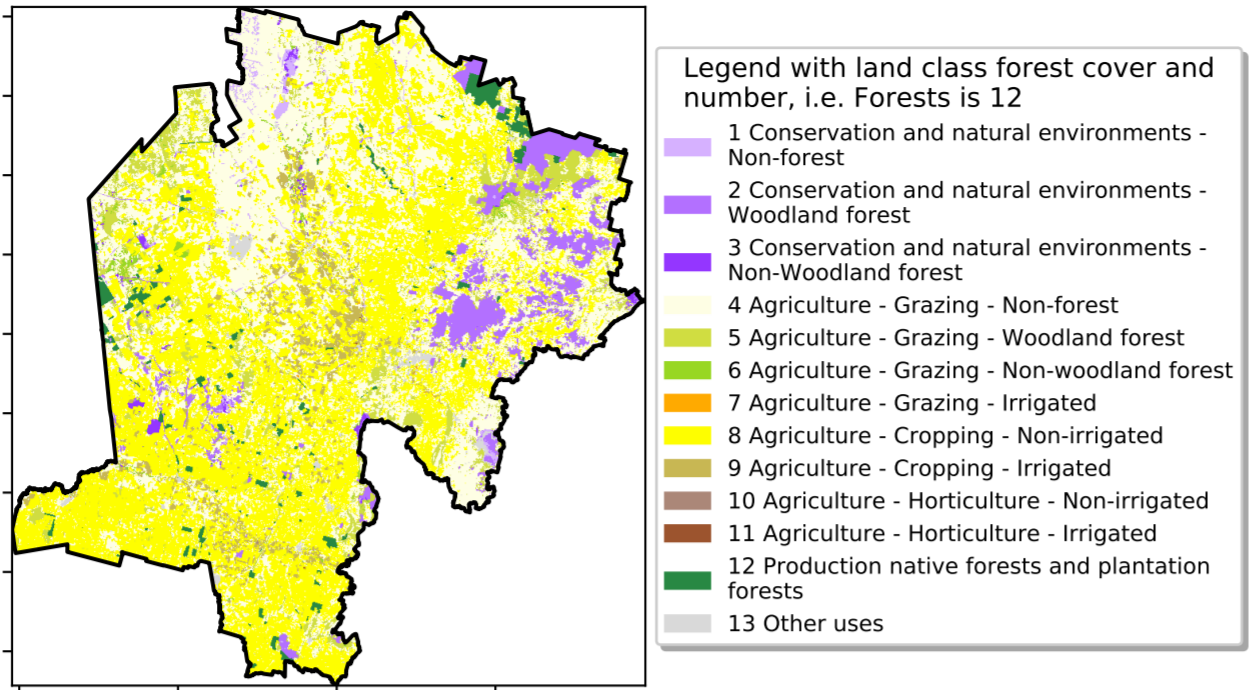 Legend with land class forest cover and
number, i.e. Forests is 12
1 Conservation and natural environments -
Non-forest
2 Conservation and natural environments -
Woodland forest
3 Conservation and natural environments -
Non-Woodland forest
4 Agriculture - Grazing - Non-forest
5 Agriculture - Grazing - Woodland forest
6 Agriculture - Grazing - Non-woodland forest
7 Agriculture - Grazing - Irrigated
8 Agriculture - Cropping - Non-irrigated
9 Agriculture - Cropping - Irrigated
10 Agriculture - Horticulture - Non-irrigated
11 Agriculture - Horticulture - Irrigated
12 Production native forests and plantation
forests
13 Other uses